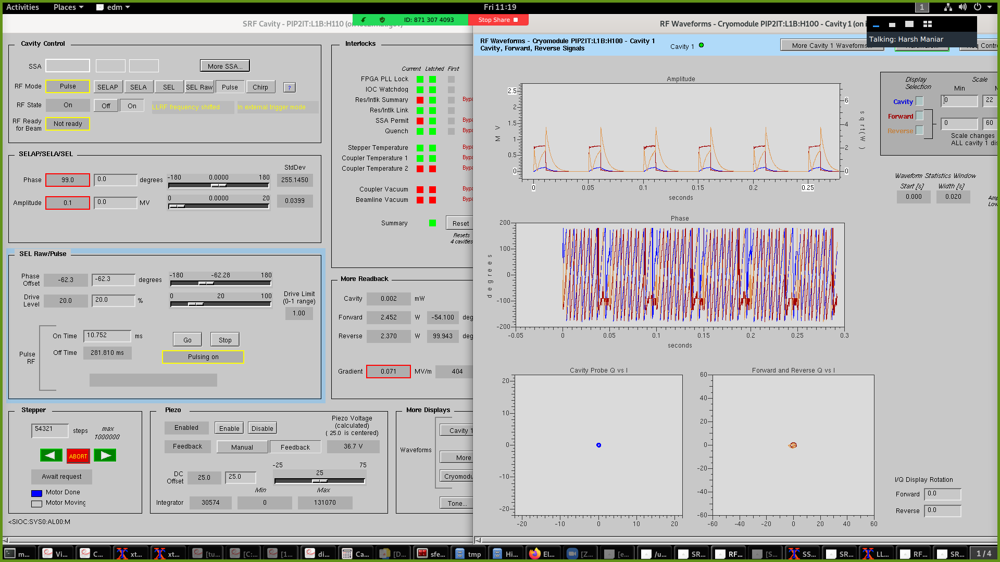 Activities Places edm Fri 11:19 1
SRF Cavity - PIP2IT:L1B:H110
ID: 871 307 4093 Stop Share
RF Waveforms - Cryomodule PIP2IT:L1B:H100 - Cavity 1 (on
Talking: Harsh Maniar
Cavity Control
SSA More SSA...
RF Mode Pulse SELAP SELA SEL SEL Raw Pulse Chirp ?
RF State On Off On LLRF frequency shifted In external trigger mode
RF Ready for Beam Not ready
SELAP/SELA/SEL
StdDev
Phase 99.0 0.0 degrees -180 0.0000 180 255.1450
Amplitude 0.1 0.0 MV 0 0.0000 20 0.0399
SEL Raw/Pulse
Phase Offset -62.3 -62.3 degrees -180 -62.28 180
Drive Level 20.0 20.0 % 0 20 100
Drive Limit
(0-1 range)
1.00
Pulse RF
On Time 10.752 ms Go Stop
Off Time 281.810 ms Pulsing on
Stepper
54321 steps max 1000000
ABORT
Await request
Motor Done
Motor Moving
<SIOC:SYS0:AL00:M
Piezo
Enabled Enable Disable
Piezo Voltage
(calculated)
( 25.0 is centered)
Feedback Manual Feedback 36.7 V
-25 75
25
DC Offset 25.0 25.0
Min Max
Integrator 30574 0 131070
Interlocks
Current Latched First
FPGA PLL Lock
IOC Watchdog
Res/Intlk Summary Bypa
Res/Intlk Link
SSA Permit Bypa
Quench Bypa
Stepper Temperature Bypa
Coupler Temperature 1 Bypa
Coupler Temperature 2 Bypa
Coupler Vacuum Bypa
Beamline Vacuum Bypa
Summary Reset
Resets
4 cavities
More Readback
Cavity 0.002 mW
Forward 2.452 W -54.100 deg
Reverse 2.370 W 99.943 deg
Gradient 0.071 MV/m 404
More Displays
Waveforms
Cavity 1
More
Cryomodu
Tone...
RF Waveforms - Cryomodule PIP2IT:L1B:H100 - Cavity 1
Cavity, Forward, Reverse Signals
Cavity 1 More Cavity 1 Waveforms...
Amplitude
2.5 2 1.5 1 0.5 0
M V
6 4 2 0
sqrt(W)
0 0.05 0.1 0.15 0.2 0.25
seconds
Phase
200 100 0 -100 -200
degrees
-0.05 0 0.05 0.1 0.15 0.2 0.25 0.3
seconds
Cavity Probe Q vs I
20 10 0 -10 -20
-20 -10 0 10 20
Forward and Reverse Q vs I
60 40 20 0 -20 -40 -60
-60 -40 -20 0 20 40 60
Display Selection Scale
Min
Cavity 0 22
Forward
Reverse
0 60
Scale changes
ALL cavity 1 dis
Waveform Statistics Window
Start [s] Width [s]
0.000 0.020
Amp
Low
I/Q Display Rotation
Forward 0.0
Reverse 0.0
m... Vi... C... xt... xt... [tu... [C:... [1... di... Ca... [D... sfe... tmp Hi... El... [Z... [e... /u... SR... RF... [S... SS... SR... LL... RF... SR... 1 / 4